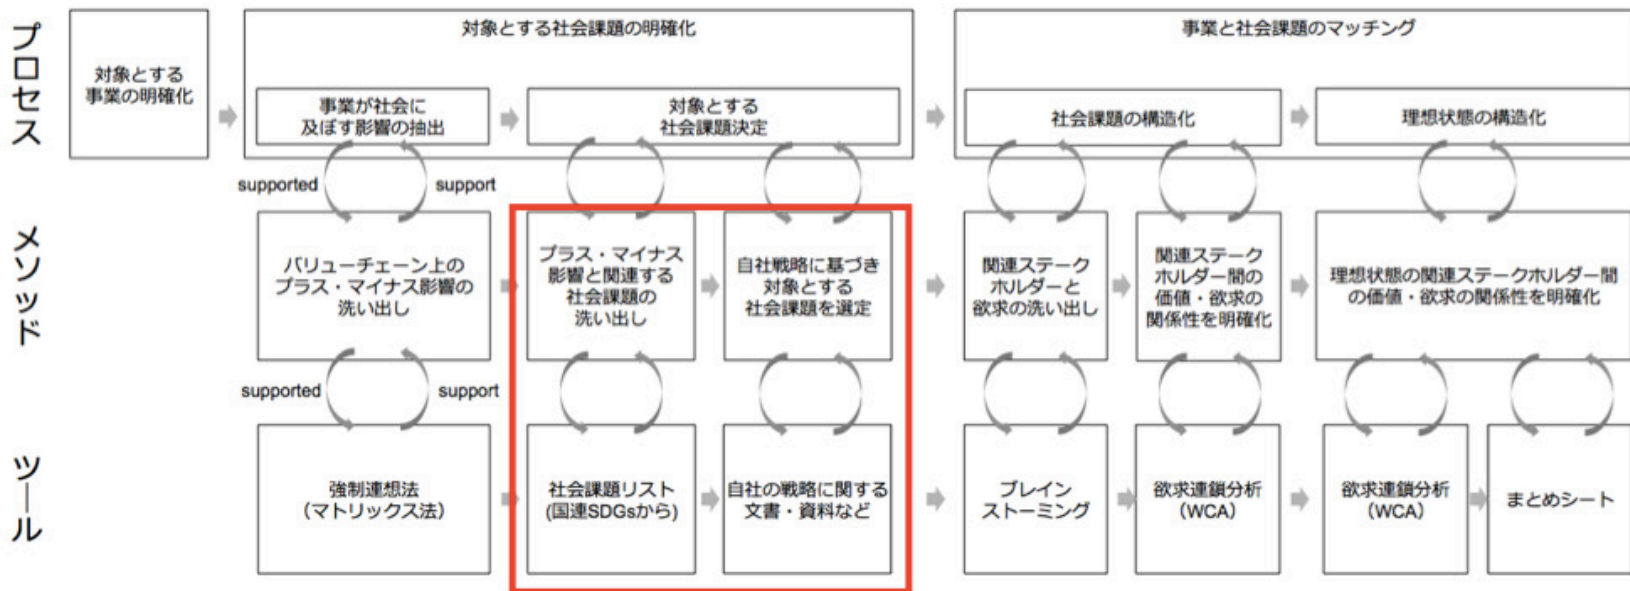 プロセス
対象とする
事業の明確化
対象とする社会課題の明確化
事業が社会に
及ぼす影響の抽出
対象とする
社会課題決定
事業と社会課題のマッチング
社会課題の構造化
理想状態の構造化
supported
support
メソッド
バリューチェーン上の
プラス・マイナス影響の
洗い出し
プラス・マイナス
影響と関連する
社会課題の
洗い出し
自社戦略に基づき
対象とする
社会課題を選定
関連ステーク
ホルダーと
欲求の洗い出し
関連ステーク
ホルダー間の
価値・欲求の
関係性を明確化
理想状態の関連ステークホルダー間
の価値・欲求の関係性を明確化
supported
support
ツール
強制連想法
（マトリックス法）
社会課題リスト
(国連SDGsから)
自社の戦略に関する
文書・資料など
ブレイン
ストーミング
欲求連鎖分析
（WCA）
欲求連鎖分析
（WCA）
まとめシート